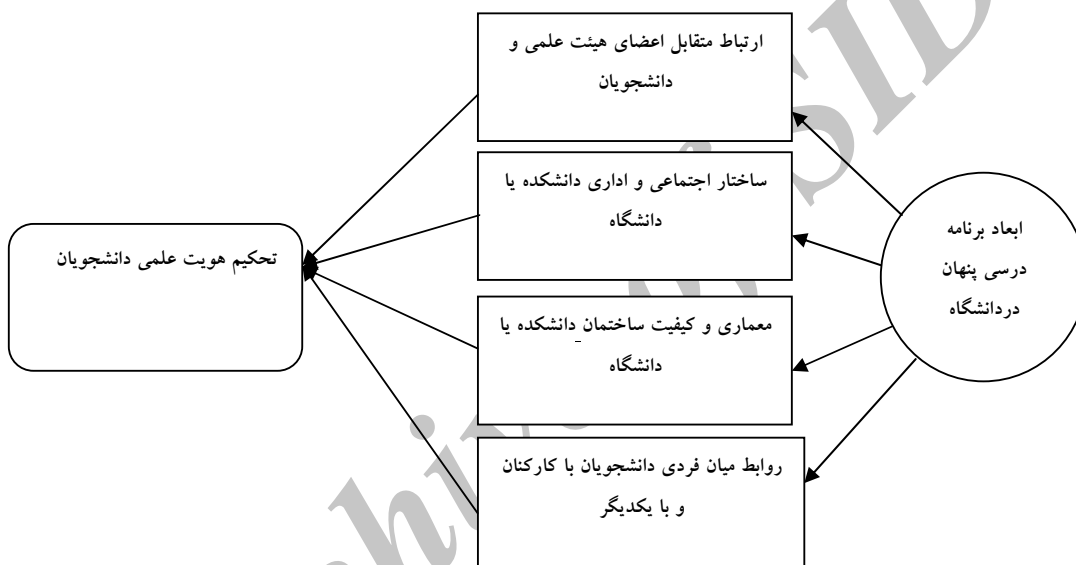 ارتباط متقابل اعضای هیئت علمی و
دانشجویان
ساختار اجتماعی و اداری دانشکده یا
دانشگاه
معماری و کیفیت ساختمان دانشکده یا
دانشگاه
روابط میان فردی دانشجویان با کارکنان
و با یکدیگر
ابعاد برنامه
درسی پنهان
دردانشگاه
تحکیم هویت علمی دانشجویان